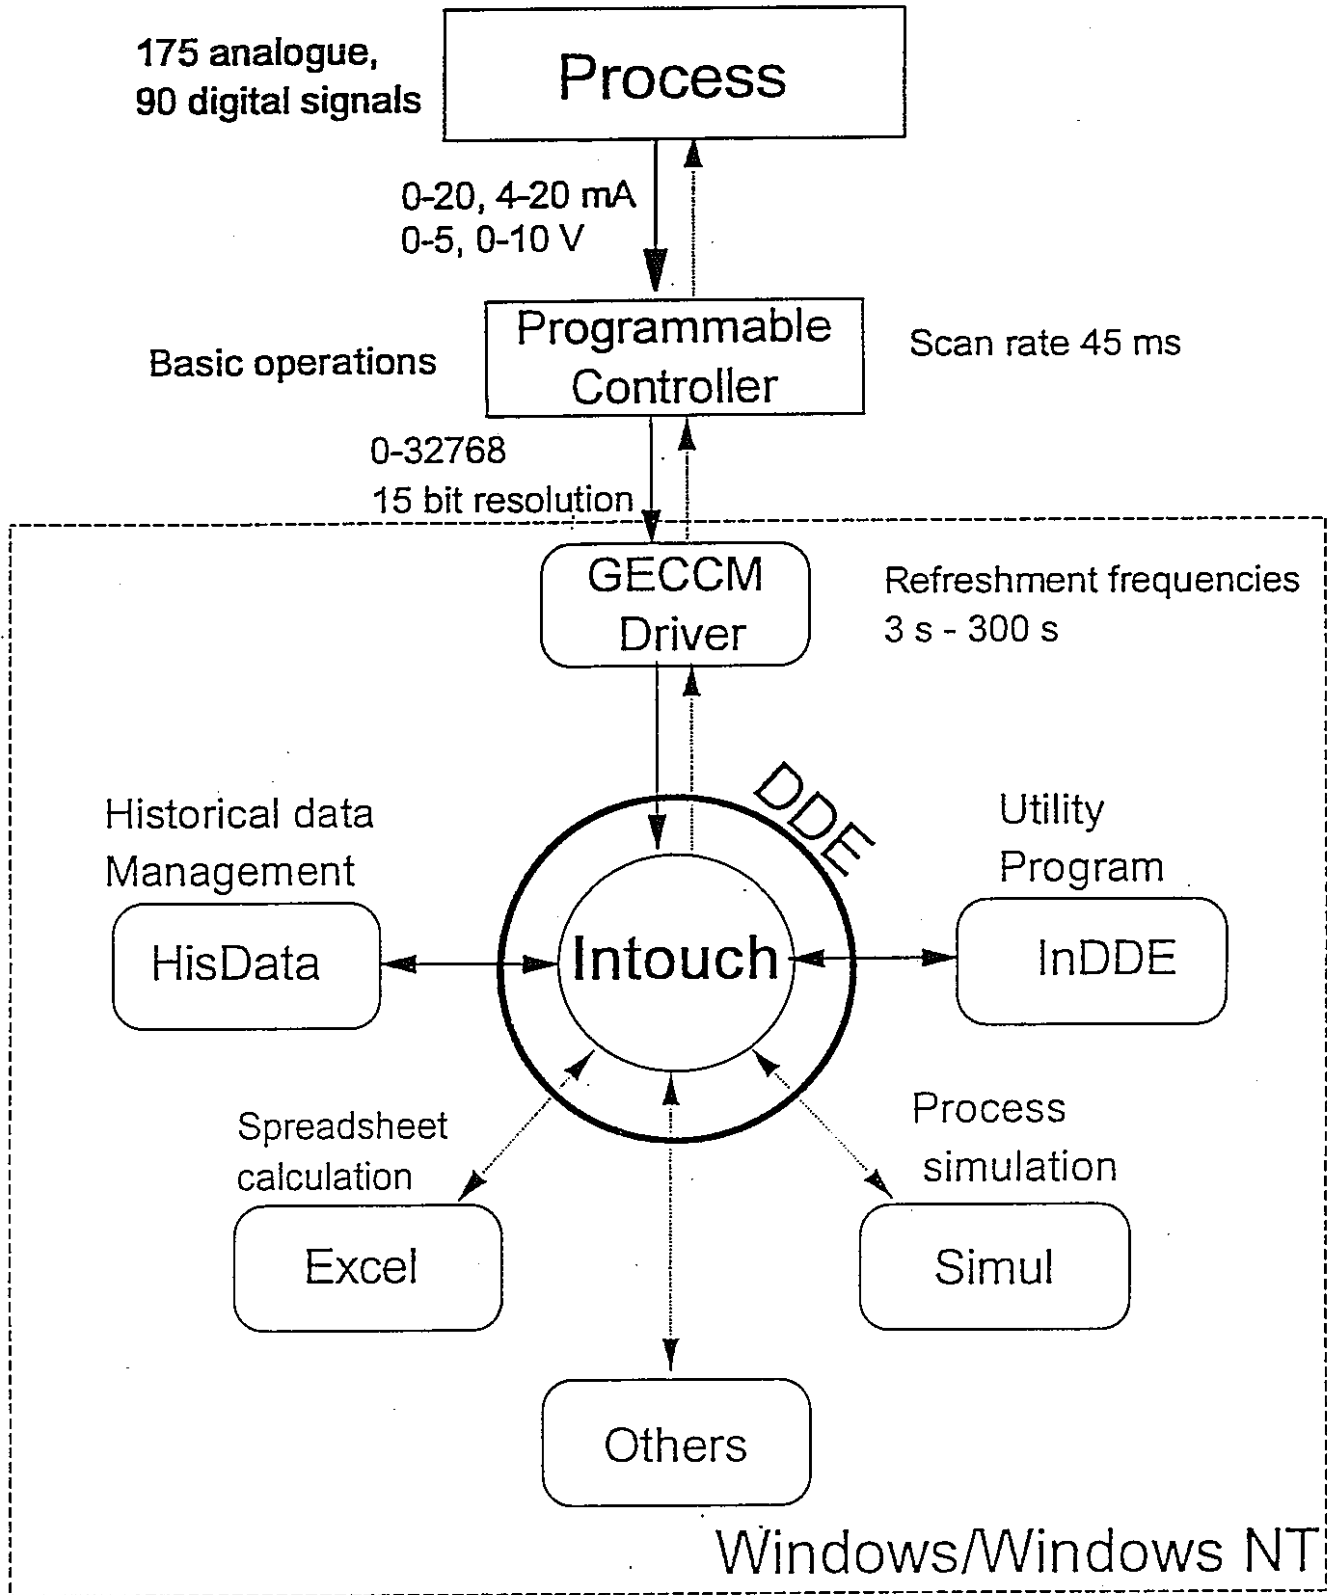 175 analogue,
90 digital signals
Process
0-20, 4-20 mA
0-5, 0-10 V
Programmable
Controller
Basic operations
Scan rate 45 ms
0-32768
15 bit resolution
GECCM
Driver
Refreshment frequencies
3 s - 300 s
DDE
Historical data
Management
HisData
Intouch
Utility
Program
InDDE
Spreadsheet
calculation
Excel
Process
simulation
Simul
Others
Windows/Windows NT